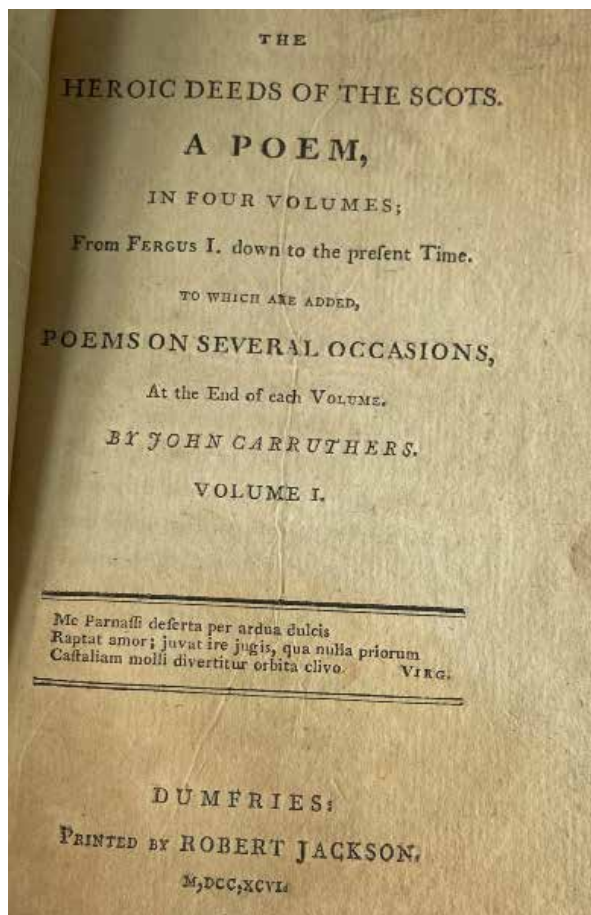 THE
HEROIC DEEDS OF THE SCOTS.
A POEM,
IN FOUR VOLUMES;
From FERGUS I. down to the preſent Time.
TO WHICH ARE ADDED,
POEMS ON SEVERAL OCCASIONS,
At the End of each VOLUME.
BY JOHN CARRUTHERS.
VOLUME I.
Me Parnaſſi deſerta per ardua dulcis
Raptat amor; juvat ire jugis, qua nulla priorum
Caſtaliam molli divertitur orbita clivo. VIRG.
DUMFRIES:
PRINTED BY ROBERT JACKSON.
M,DCC,XCVI.